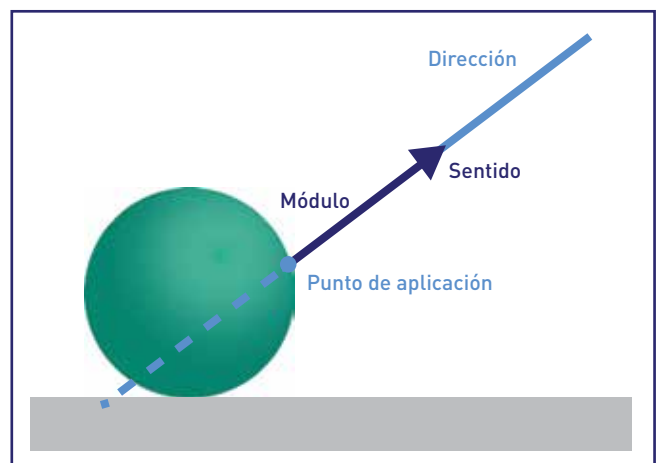 Dirección
Sentido
Módulo
Punto de aplicación